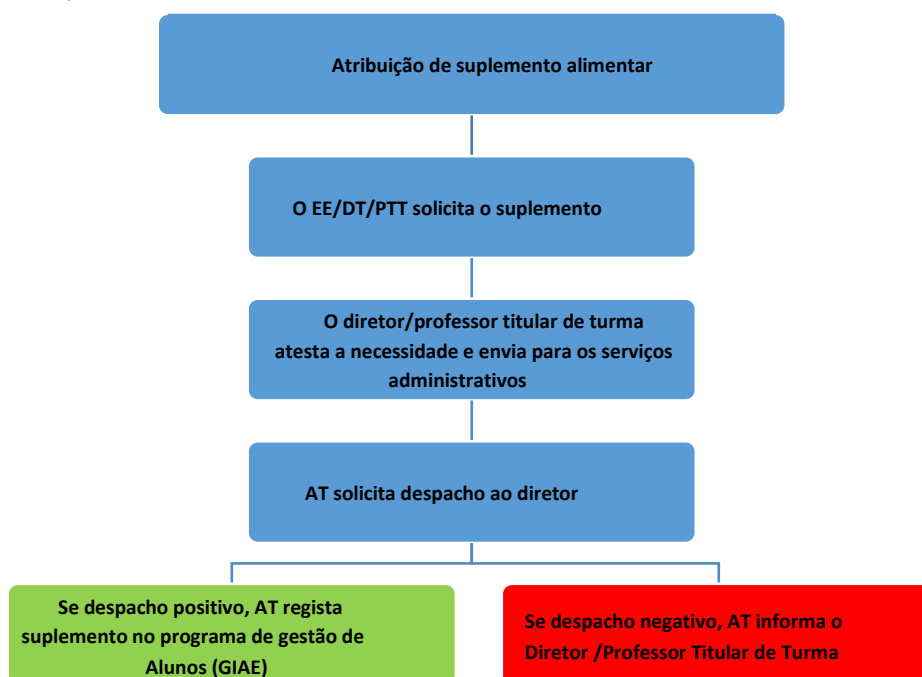 Atribuição de suplemento alimentar
O EE/DT/PTT solicita o suplemento
O diretor/professor titular de turma
atesta a necessidade e envia para os serviços
administrativos
AT solicita despacho ao diretor
Se despacho positivo, AT regista
suplemento no programa de gestão de
Alunos (GIAE)
Se despacho negativo, AT informa o
Diretor /Professor Titular de Turma